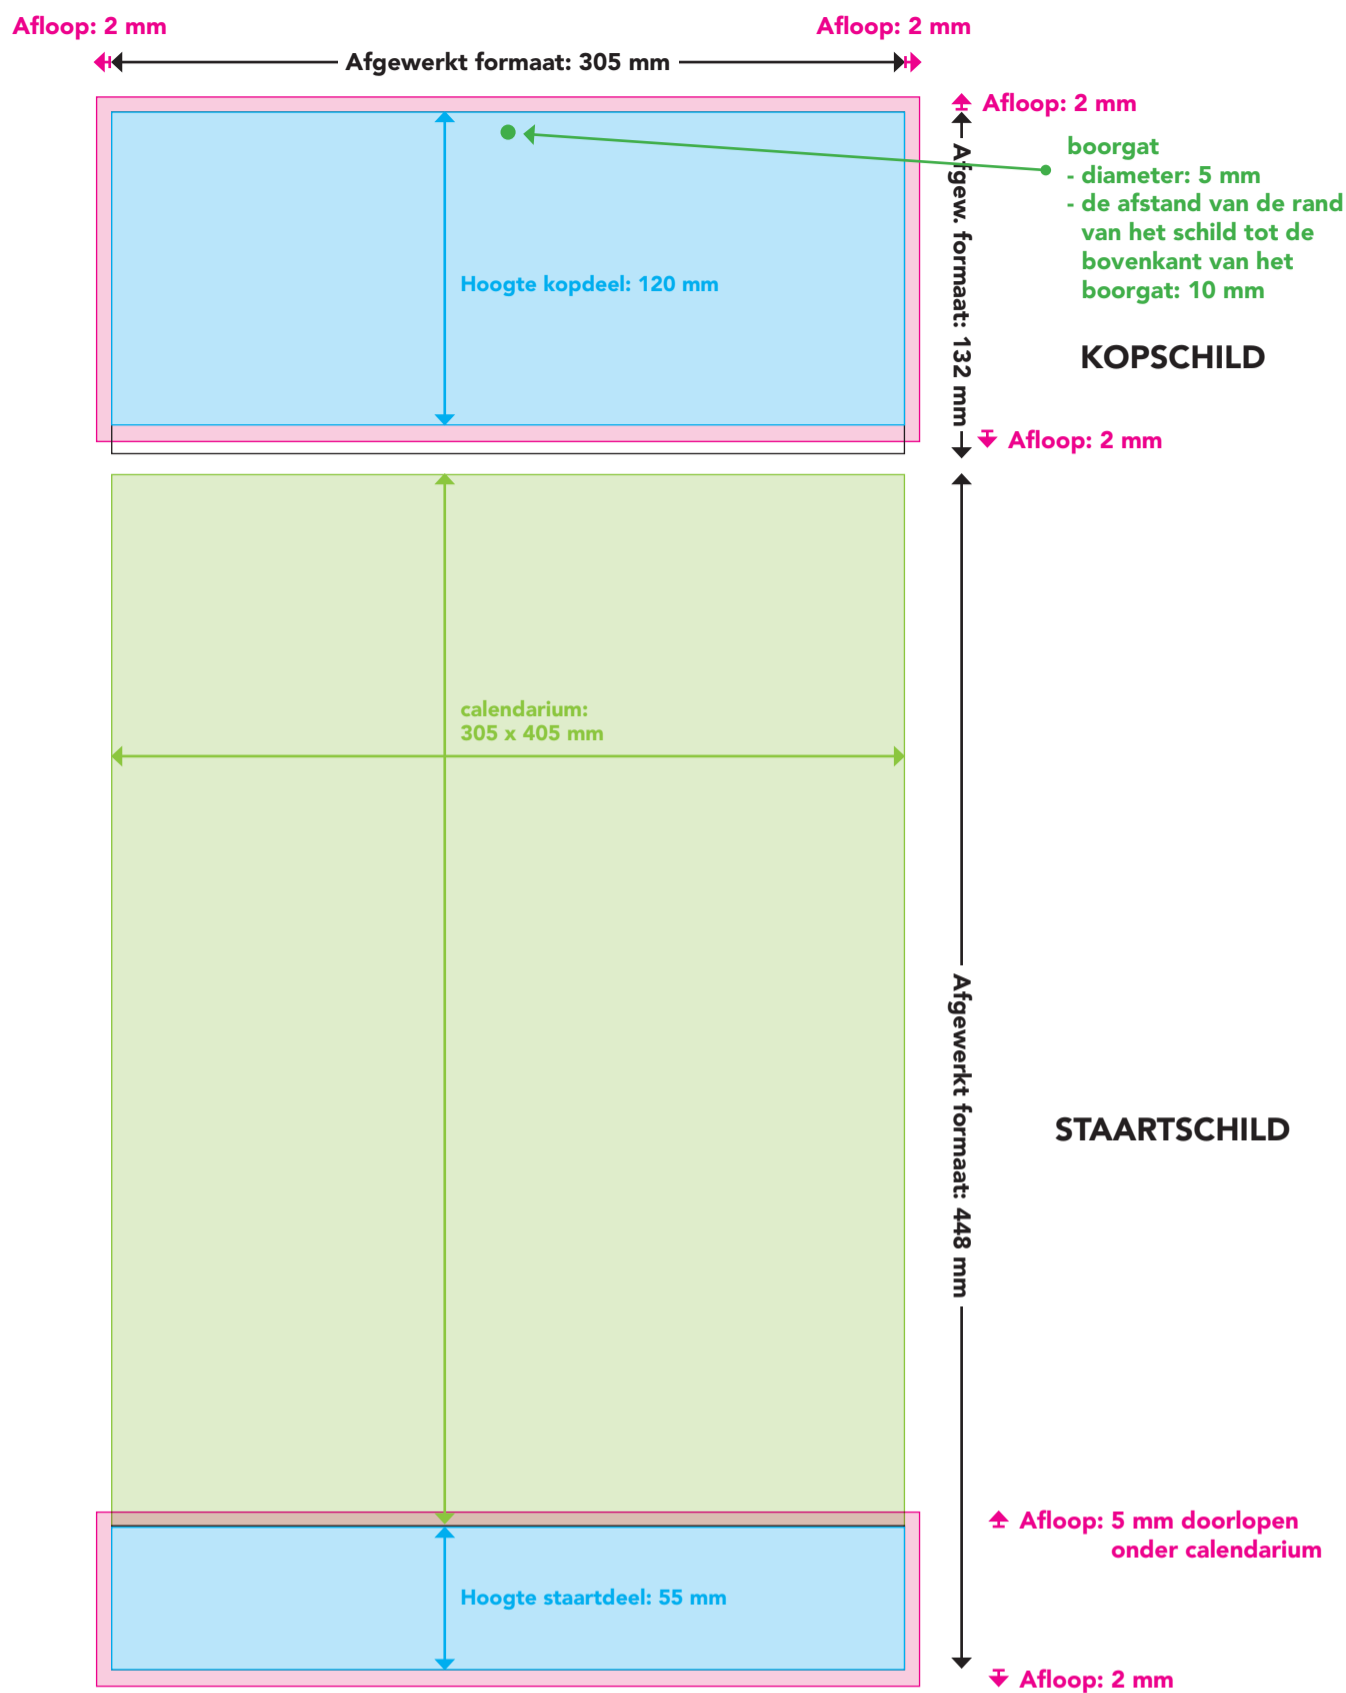 Afloop: 2 mm
Afloop: 2 mm
Afgewerkt formaat: 305 mm
Afloop: 2 mm
boorgat
- diameter: 5 mm
- de afstand van de rand
van het schild tot de
bovenkant van het
boorgat: 10 mm
Afgew. formaat: 132 mm
Hoogte kopdeel: 120 mm
KOPSCHILD
Afloop: 2 mm
calendarium:
305 x 405 mm
Afgewerkt formaat: 448 mm
STAARTSCHILD
Afloop: 5 mm doorlopen
onder calendarium
Hoogte staartdeel: 55 mm
Afloop: 2 mm